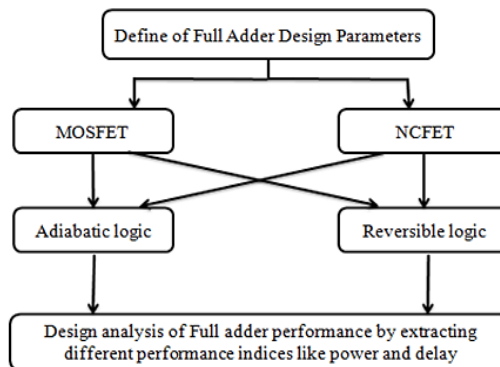 Define of Full Adder Design Parameters
MOSFET
NCFET
Adiabatic logic
Reversible logic
Design analysis of Full adder performance by extracting
different performance indices like power and delay